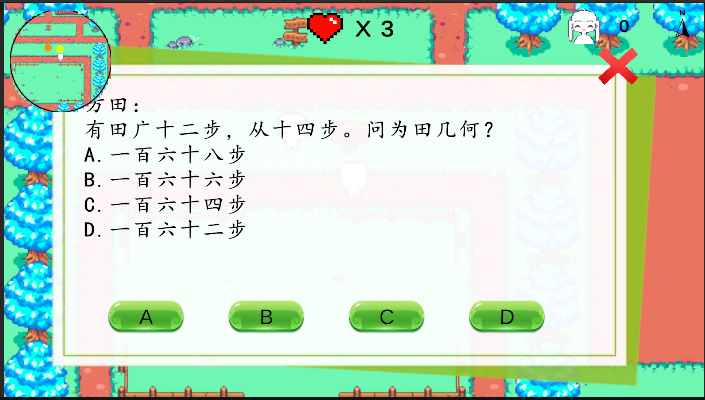 X 3
0
N
方田:
有田广十二步，从十四步。问为田几何？
A.一百六十八步
B.一百六十六步
C.一百六十四步
D.一百六十二步
A
B
C
D